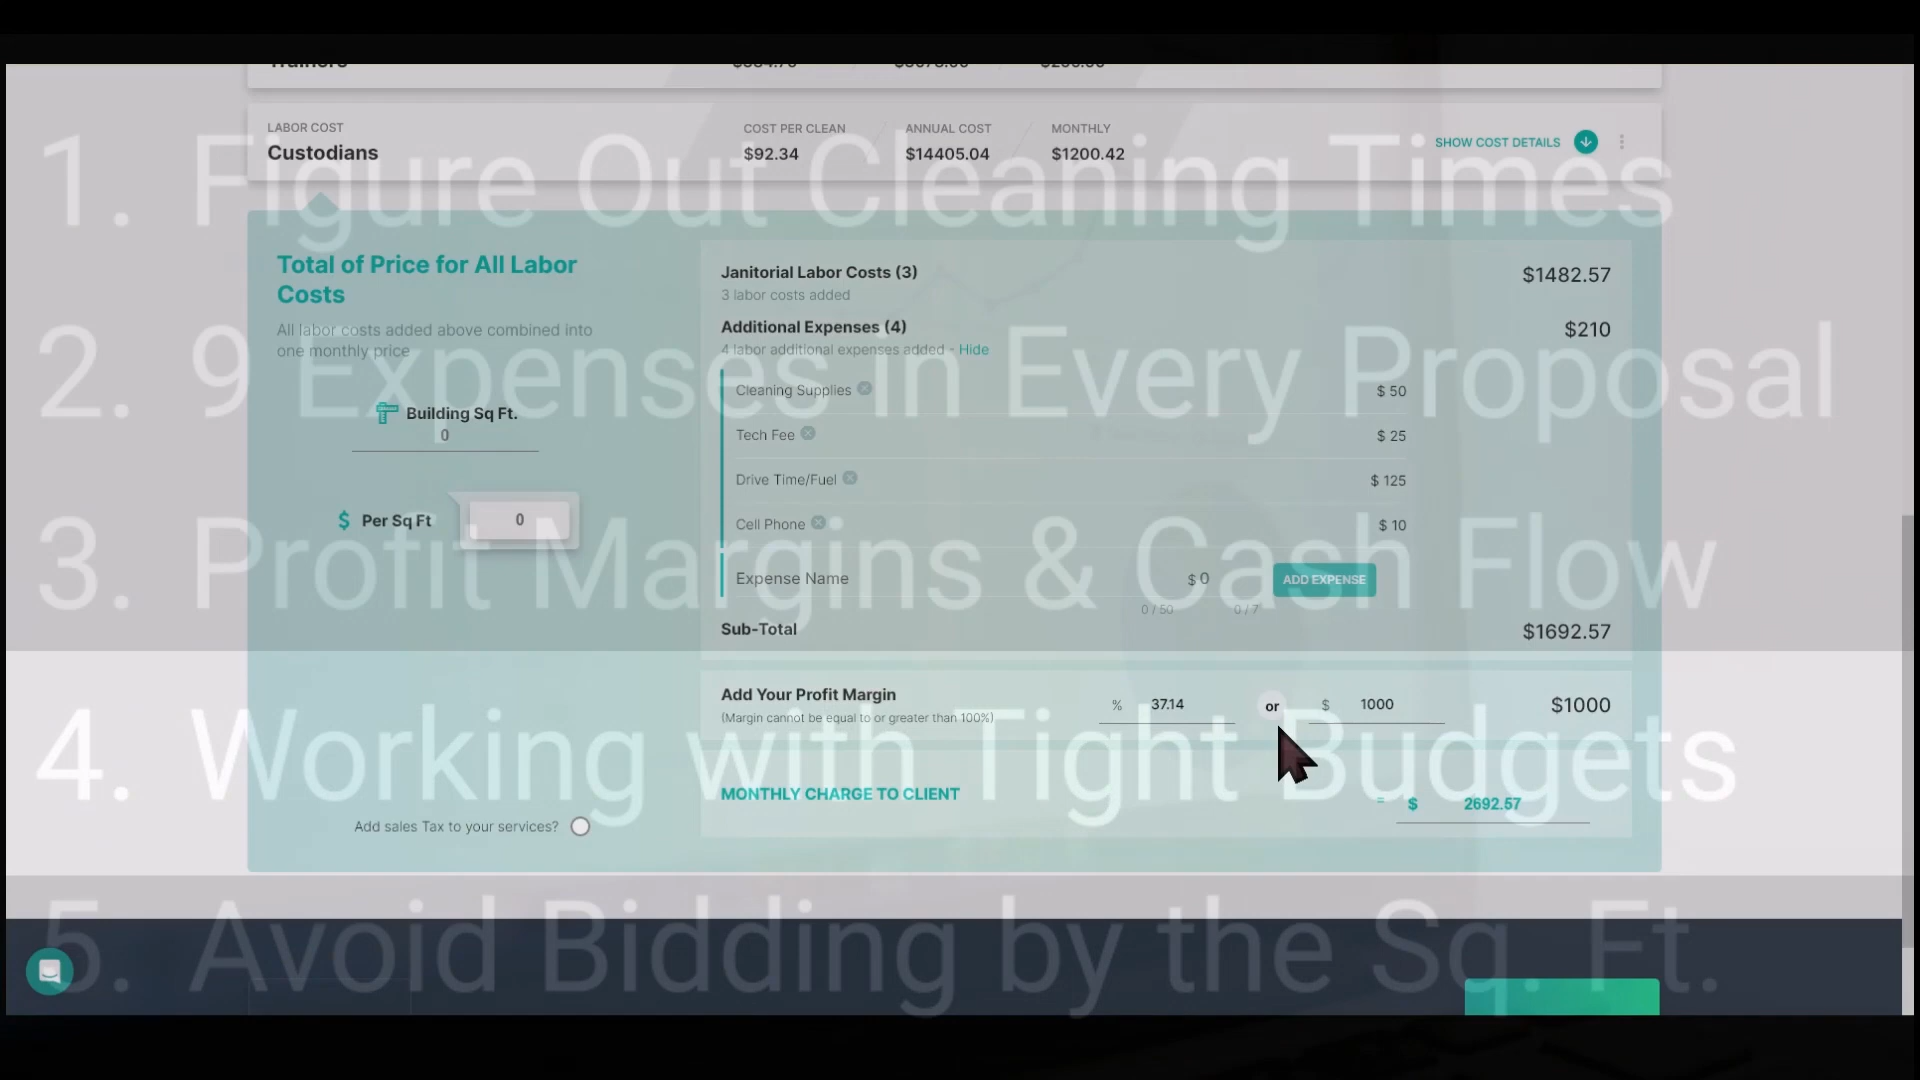 LABOR COST
Custodians
COST PER CLEAN
$92.34
ANNUAL COST
$14405.04
MONTHLY
$1200.42
SHOW COST DETAILS
1. Figure Out Cleaning Times
Total of Price for All Labor
Costs
All labor costs added above combined into
one monthly price
Building Sq Ft.
0
$ Per Sq Ft
0
Add sales Tax to your services?
Janitorial Labor Costs (3)
$1482.57
3 labor costs added
Additional Expenses (4)
$210
4 labor additional expenses added - Hide
2. 9 Expenses in Every Proposal
Cleaning Supplies
$ 50
Tech Fee
$ 25
Drive Time/Fuel
$ 125
Cell Phone
$ 10
3. Profit Margins & Cash Flow
Expense Name
$ 0
ADD EXPENSE
0 / 50
0 / 7
Sub-Total
$1692.57
Add Your Profit Margin
(Margin cannot be equal to or greater than 100%)
% 37.14
or
$ 1000
$1000
4. Working with Tight Budgets
MONTHLY CHARGE TO CLIENT
= $ 2692.57
5. Avoid Bidding by the Sq. Ft.